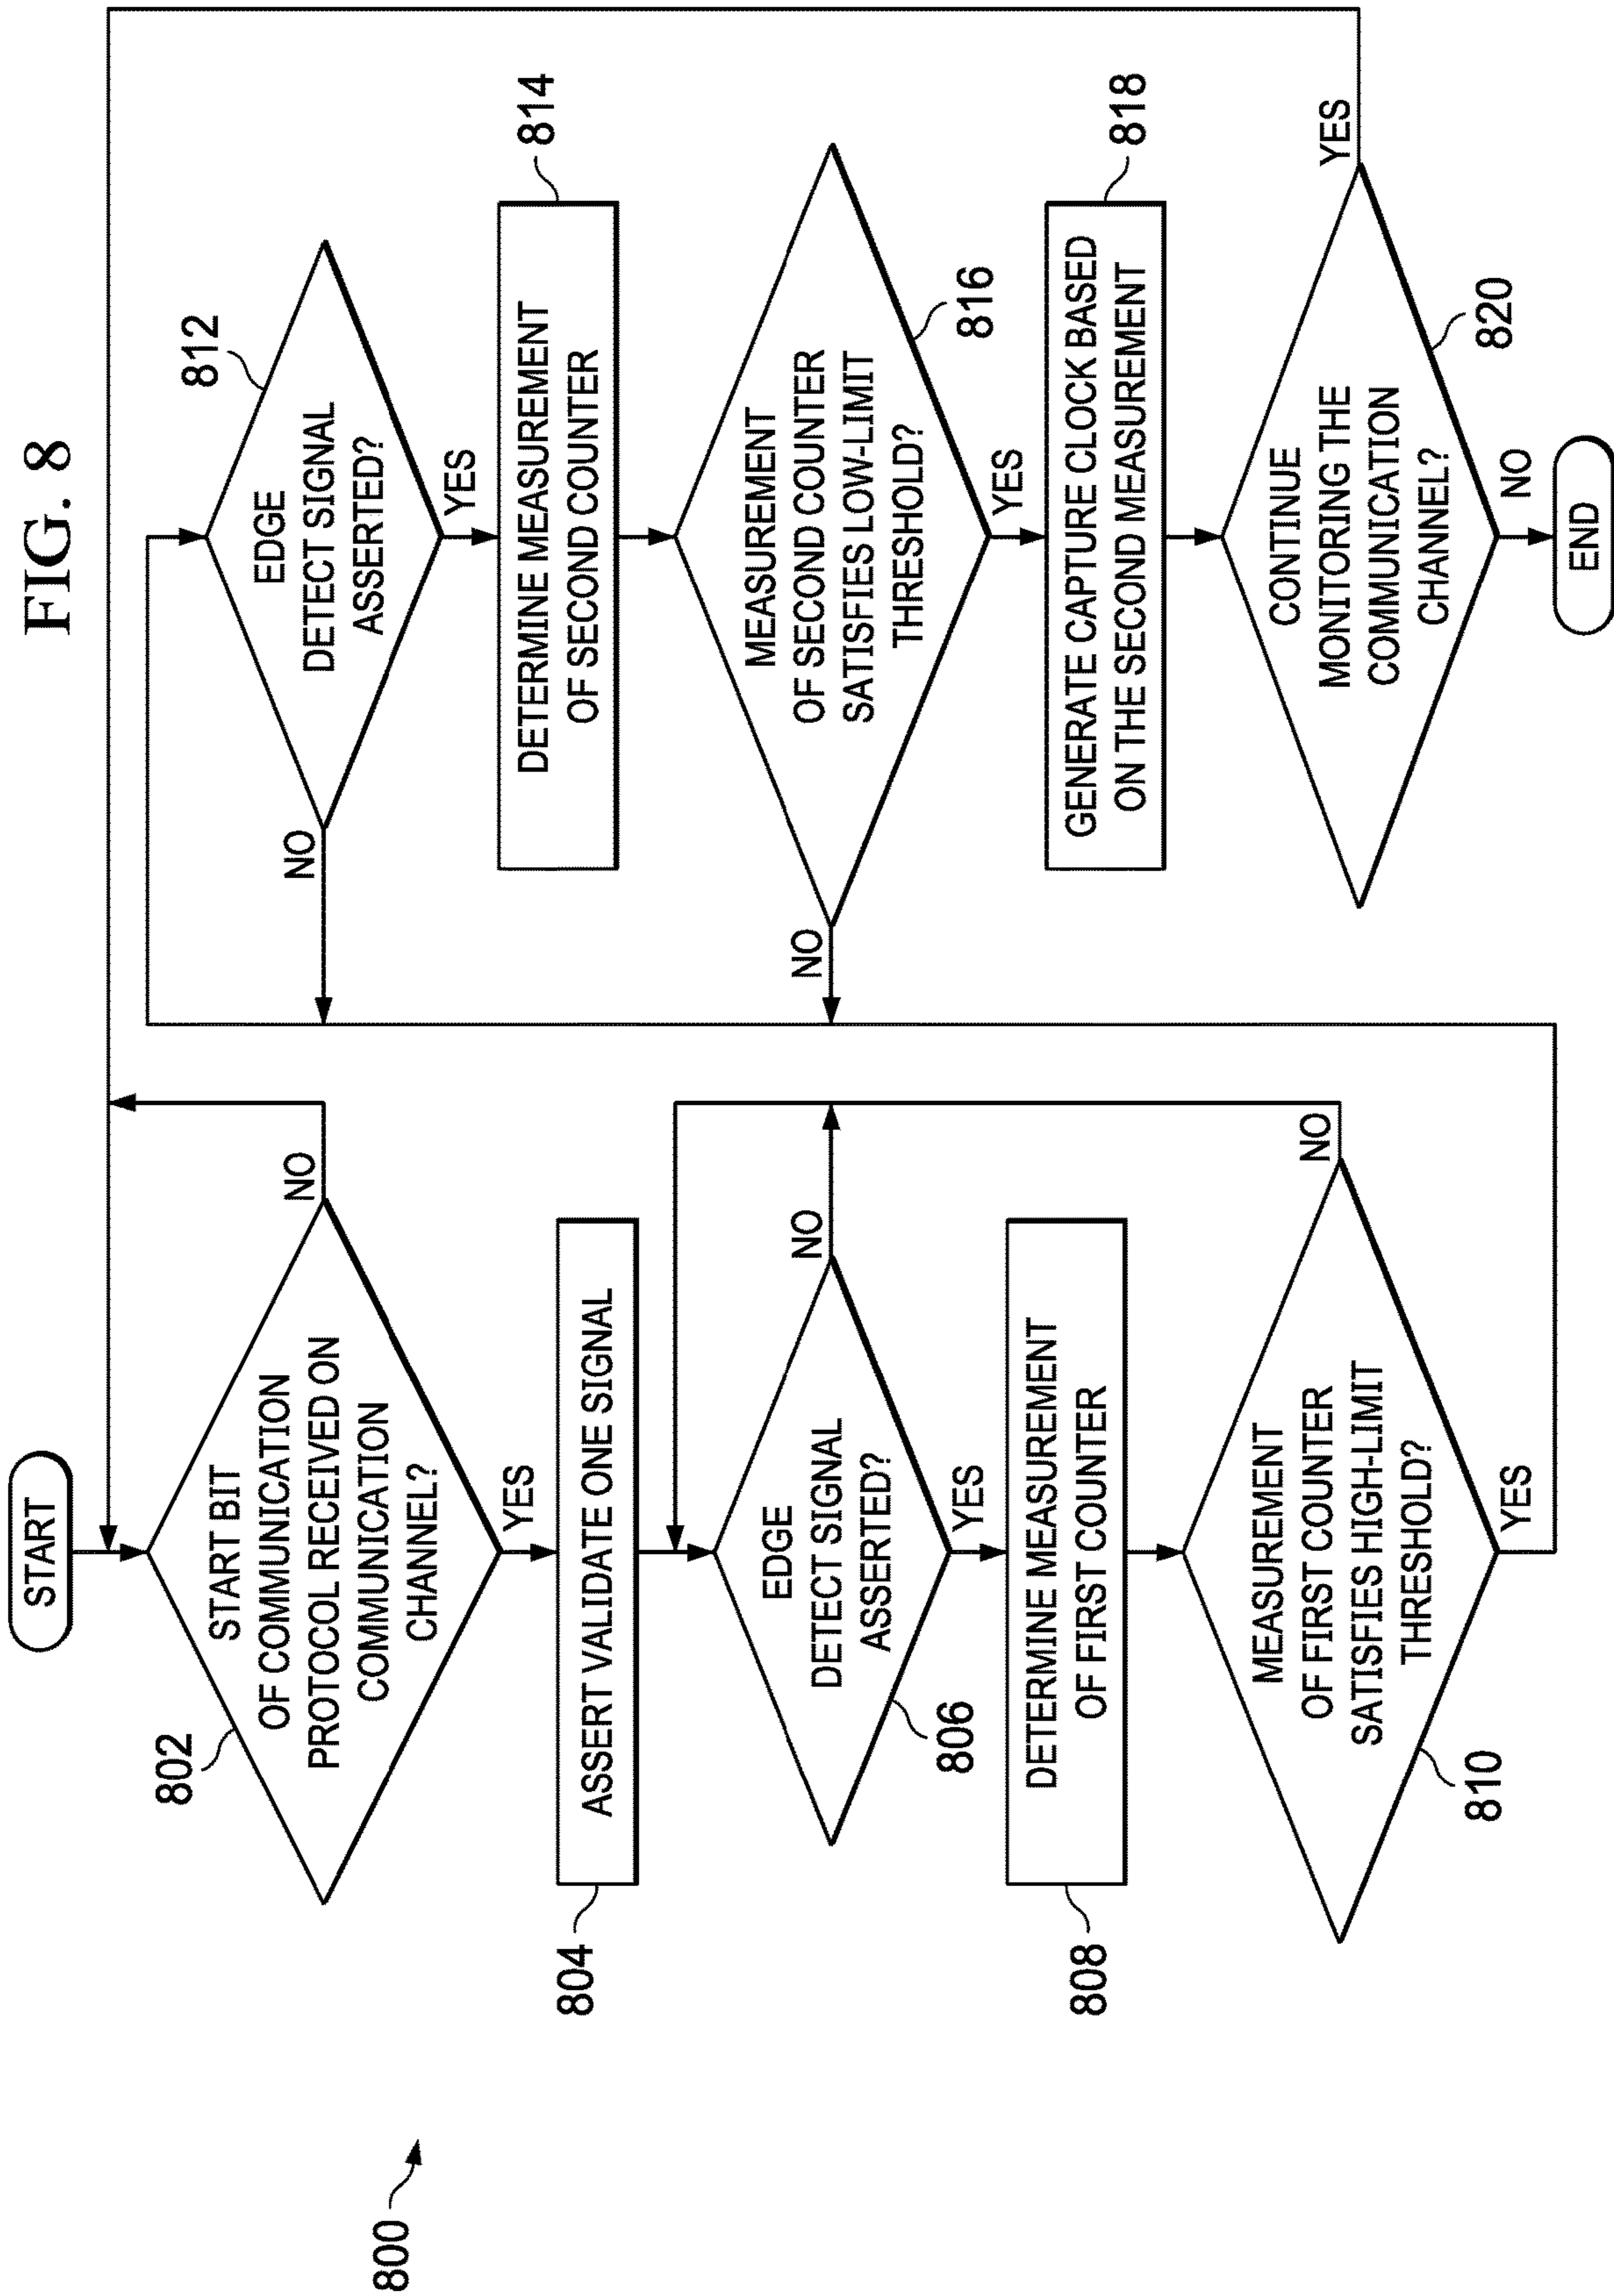 FIG. 8
800
START
802
START BIT
OF COMMUNICATION
PROTOCOL RECEIVED ON
COMMUNICATION
CHANNEL?
NO
YES
804
ASSERT VALIDATE ONE SIGNAL
EDGE
DETECT SIGNAL
ASSERTED?
NO
806
YES
808
DETERMINE MEASUREMENT
OF FIRST COUNTER
MEASUREMENT
OF FIRST COUNTER
SATISFIES HIGH-LIMIT
THRESHOLD?
NO
810
YES
812
EDGE
DETECT SIGNAL
ASSERTED?
NO
YES
814
DETERMINE MEASUREMENT
OF SECOND COUNTER
MEASUREMENT
OF SECOND COUNTER
SATISFIES LOW-LIMIT
THRESHOLD?
NO
816
YES
818
GENERATE CAPTURE CLOCK BASED
ON THE SECOND MEASUREMENT
CONTINUE
MONITORING THE
COMMUNICATION
CHANNEL?
YES
820
NO
END